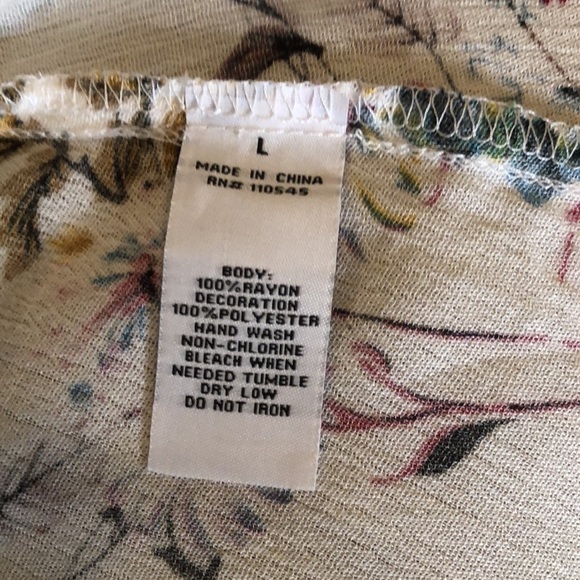 L
MADE IN CHINA
RN# 110545
BODY:
100%RAYON
DECORATION
100%POLYESTER
HAND WASH
NON-CHLORINE
BLEACH WHEN
NEEDED TUMBLE
DRY LOW
DO NOT IRON